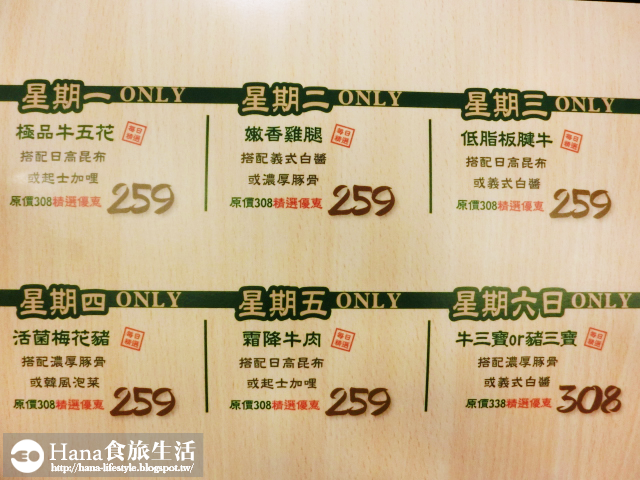 星期一 ONLY
極品牛五花 每日精選
搭配日高昆布
或起士加哩
原價308精選優惠 259
星期二 ONLY
嫩香雞腿 每日精選
搭配義式白醬
或濃厚豚骨
原價308精選優惠 259
星期三 ONLY
低脂板腱牛 每日精選
搭配日高昆布
或義式白醬
原價308精選優惠 259
星期四 ONLY
活菌梅花豬 每日精選
搭配濃厚豚骨
或韓風泡菜
原價308精選優惠 259
星期五 ONLY
霜降牛肉 每日精選
搭配日高昆布
或起士加哩
原價308精選優惠 259
星期六日 ONLY
牛三寶or豬三寶 每日精選
搭配濃厚豚骨
或義式白醬
原價338精選優惠 308
Hana食旅生活
http://hana-lifestyle.blogspot.tw/